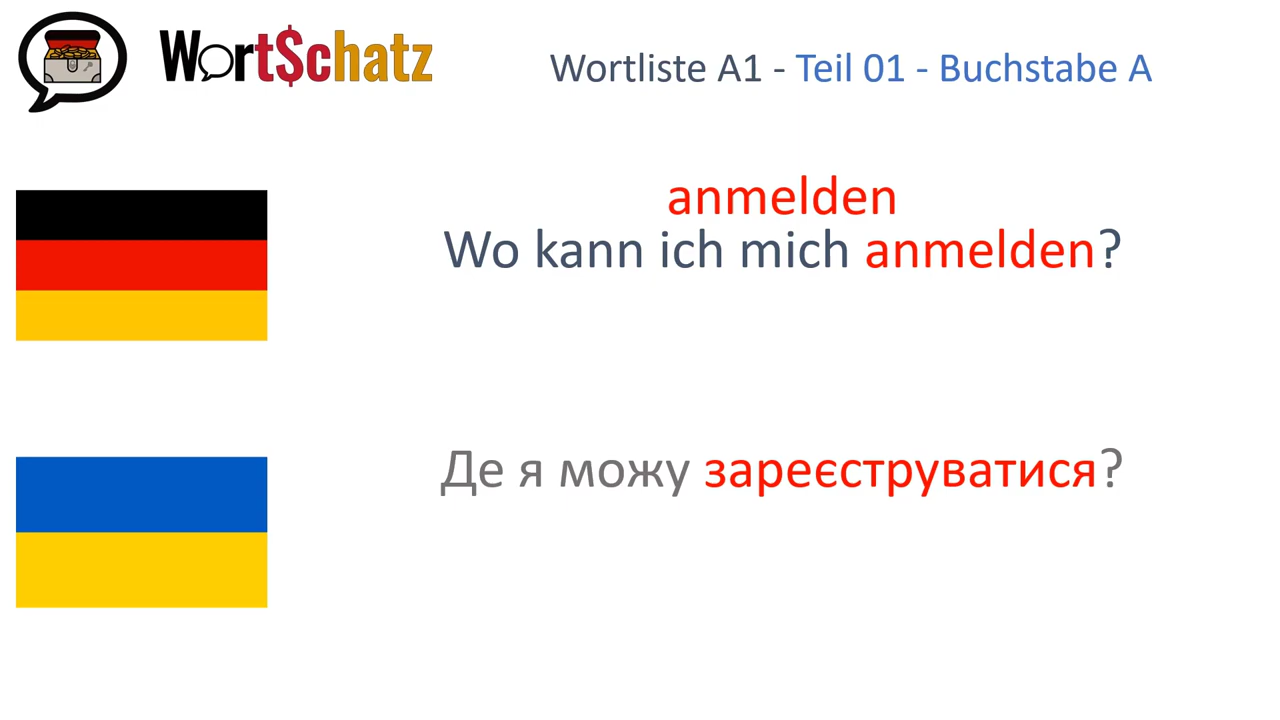 Wort$chatz
Wortliste A1 - Teil 01 - Buchstabe A
anmelden
Wo kann ich mich anmelden?
Де я можу зареєструватися?